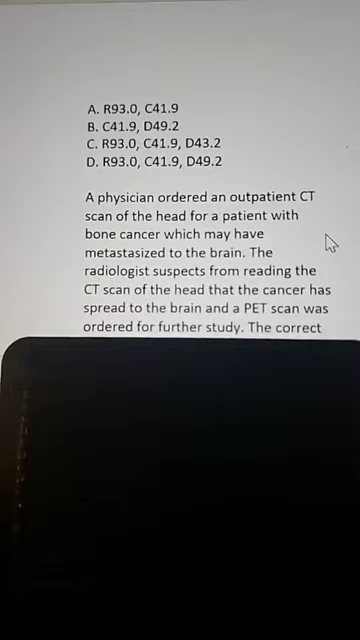 A. R93.0, C41.9
B. C41.9, D49.2
C. R93.0, C41.9, D43.2
D. R93.0, C41.9, D49.2
A physician ordered an outpatient CT
scan of the head for a patient with
bone cancer which may have
metastasized to the brain. The
radiologist suspects from reading the
CT scan of the head that the cancer has
spread to the brain and a PET scan was
ordered for further study. The correct